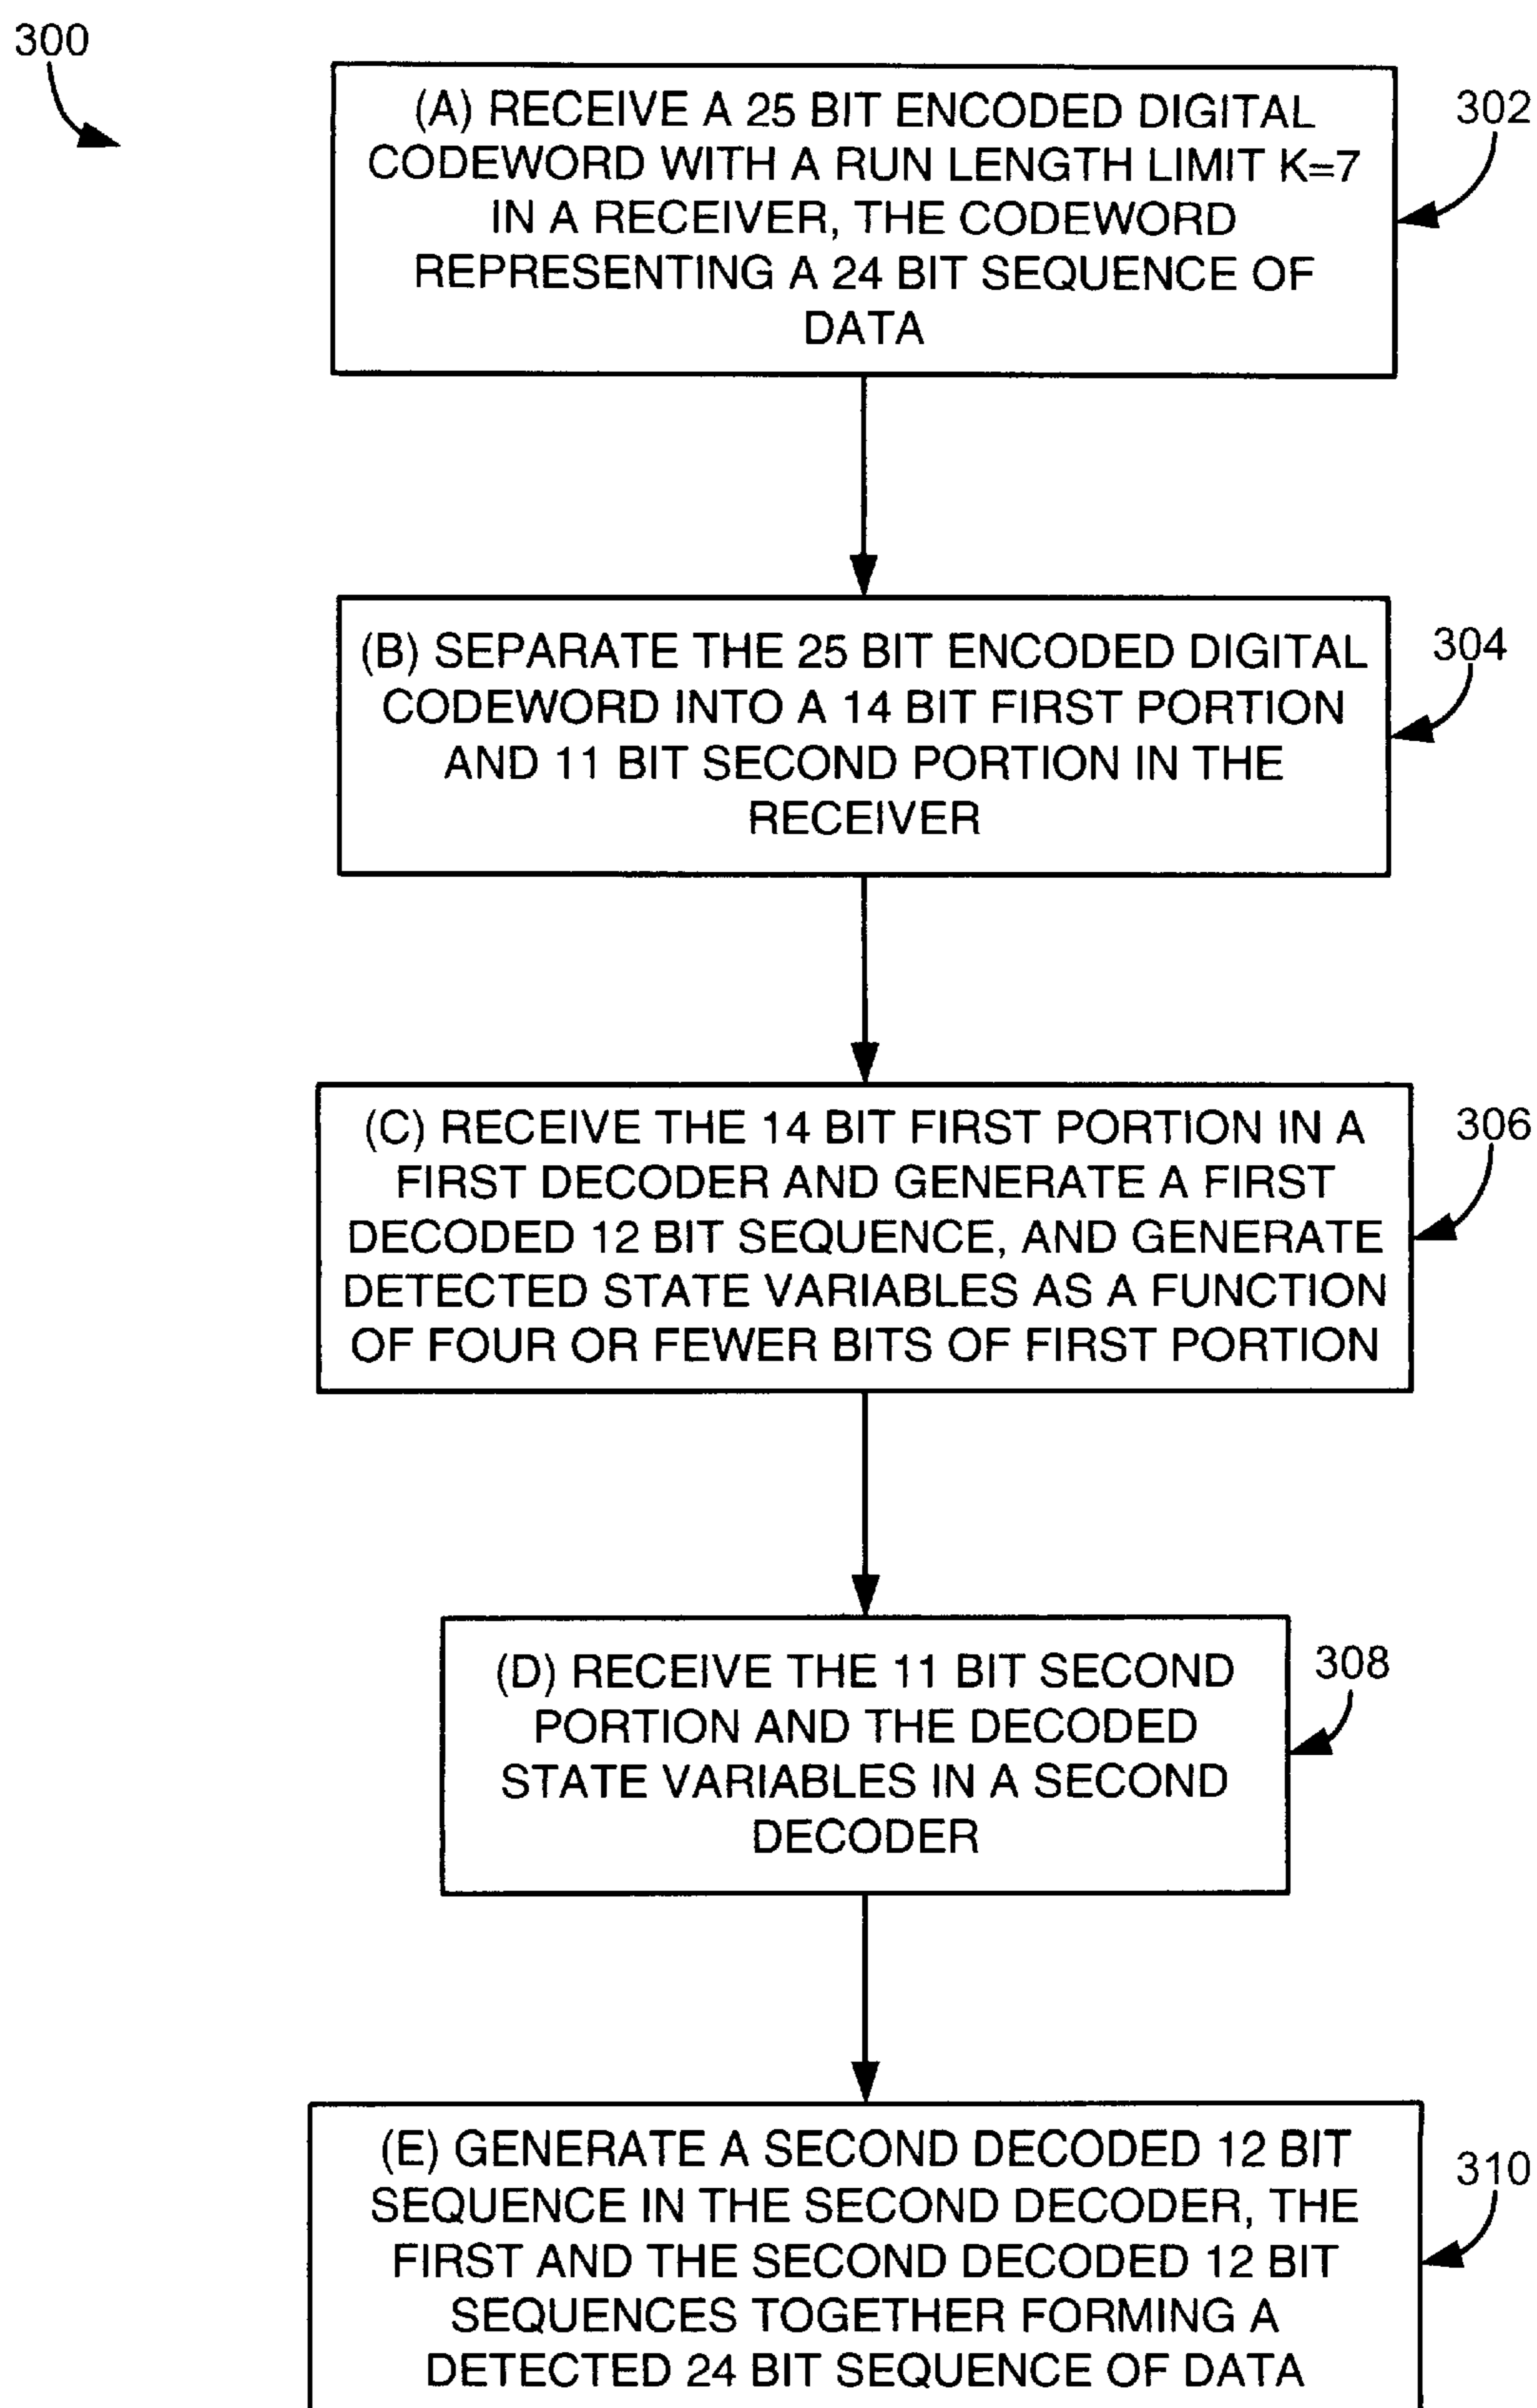 300
(A) RECEIVE A 25 BIT ENCODED DIGITAL
CODEWORD WITH A RUN LENGTH LIMIT K=7
IN A RECEIVER, THE CODEWORD
REPRESENTING A 24 BIT SEQUENCE OF
DATA
302
(B) SEPARATE THE 25 BIT ENCODED DIGITAL
CODEWORD INTO A 14 BIT FIRST PORTION
AND 11 BIT SECOND PORTION IN THE
RECEIVER
304
(C) RECEIVE THE 14 BIT FIRST PORTION IN A
FIRST DECODER AND GENERATE A FIRST
DECODED 12 BIT SEQUENCE, AND GENERATE
DETECTED STATE VARIABLES AS A FUNCTION
OF FOUR OR FEWER BITS OF FIRST PORTION
306
(D) RECEIVE THE 11 BIT SECOND
PORTION AND THE DECODED
STATE VARIABLES IN A SECOND
DECODER
308
(E) GENERATE A SECOND DECODED 12 BIT
SEQUENCE IN THE SECOND DECODER, THE
FIRST AND THE SECOND DECODED 12 BIT
SEQUENCES TOGETHER FORMING A
DETECTED 24 BIT SEQUENCE OF DATA
310